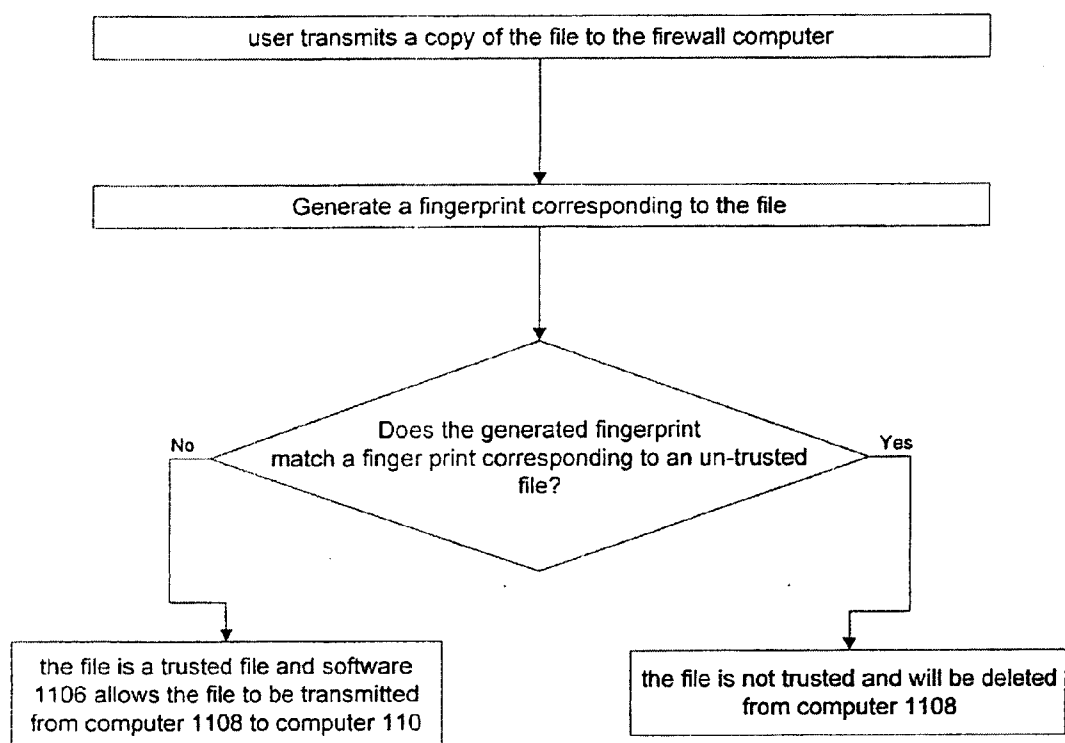 user transmits a copy of the file to the firewall computer
Generate a fingerprint corresponding to the file
Does the generated fingerprint
match a finger print corresponding to an un-trusted
file?
No
Yes
the file is a trusted file and software
1106 allows the file to be transmitted
from computer 1108 to computer 110
the file is not trusted and will be deleted
from computer 1108